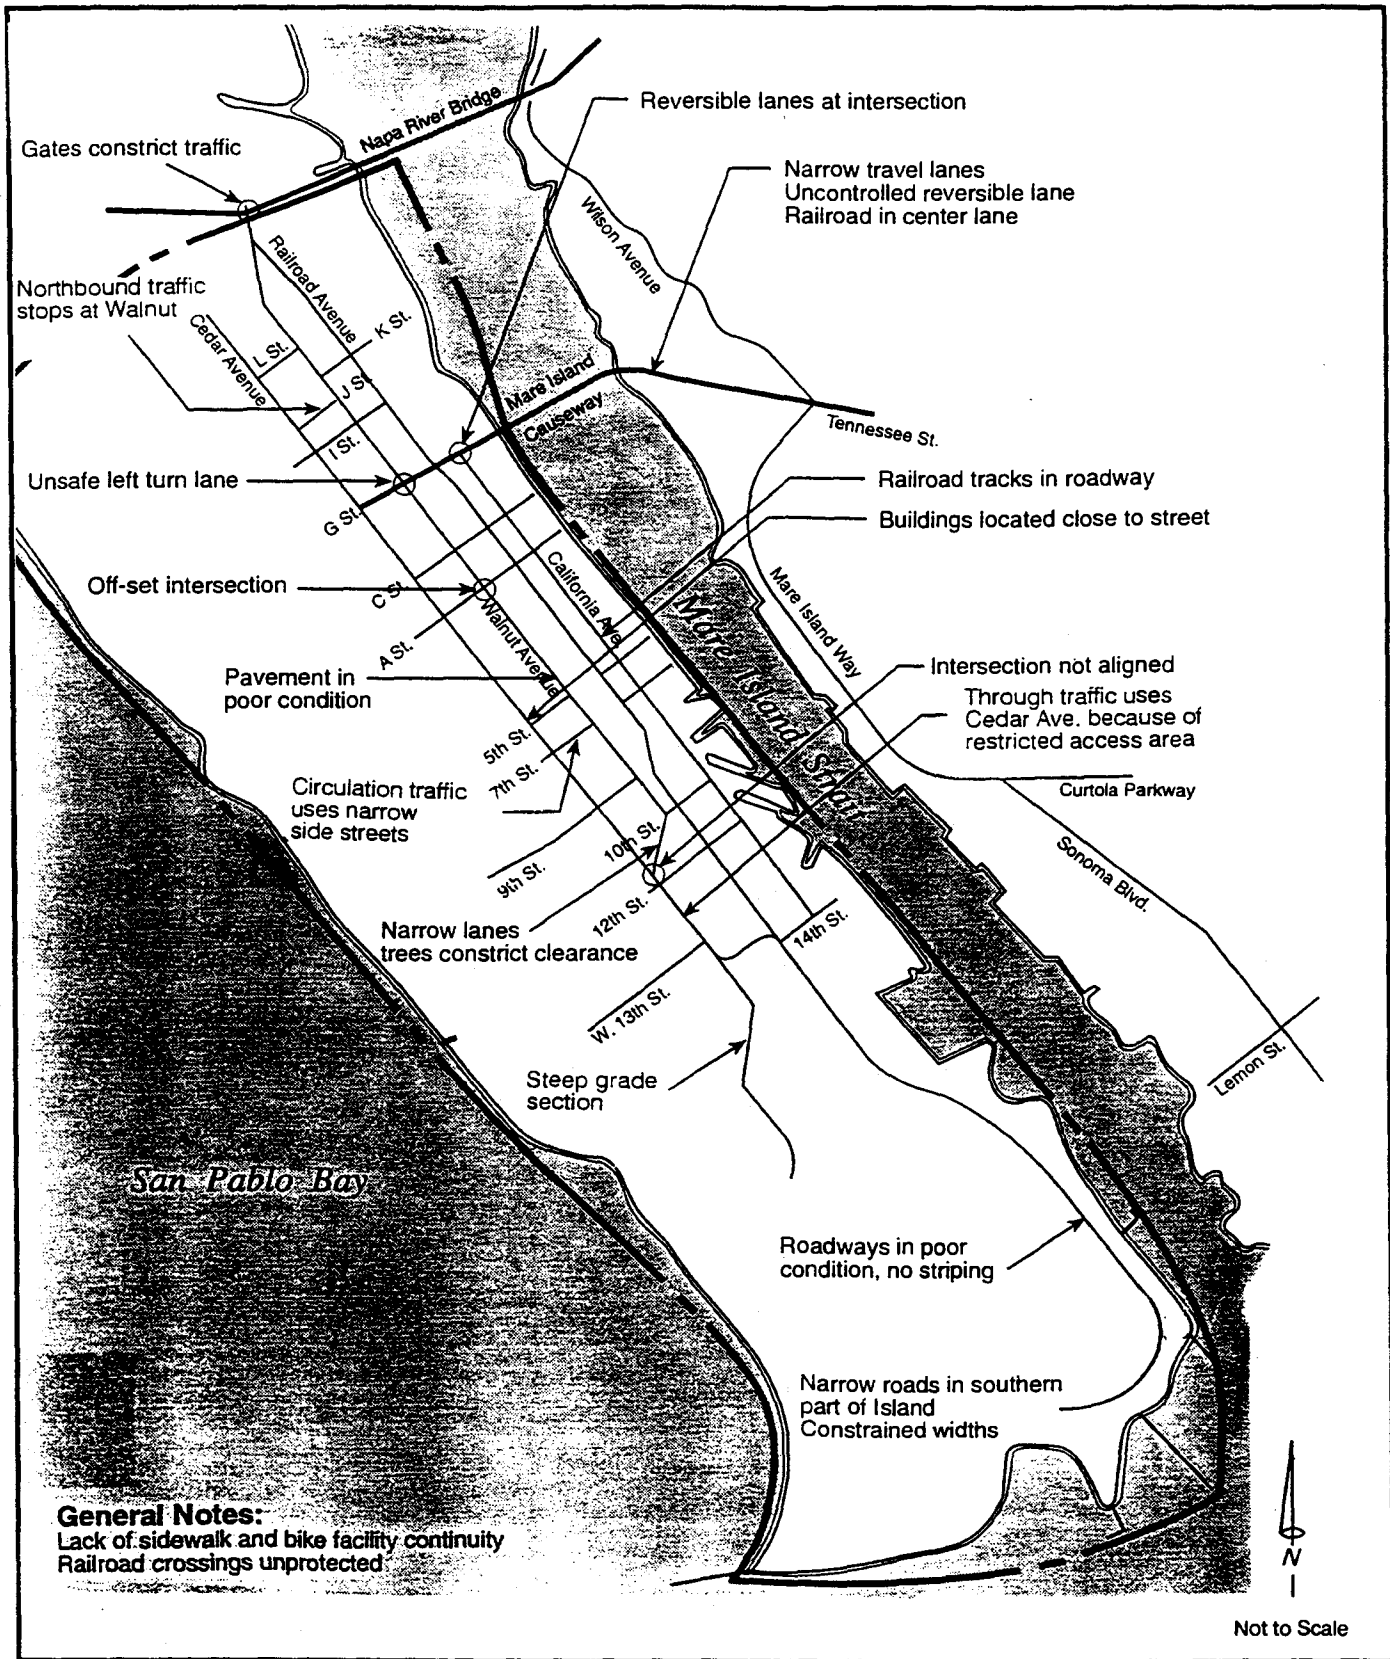 Napa River Bridge
Reversible lanes at intersection
Gates constrict traffic
Narrow travel lanes
Uncontrolled reversible lane
Railroad in center lane
Wilson Avenue
Railroad Avenue
Northbound traffic
stops at Walnut
K St.
Cedar Avenue
L St.
J St
I St.
Mare Island
Causeway
Tennessee St.
Unsafe left turn lane
G St.
Railroad tracks in roadway
Buildings located close to street
Off-set intersection
C St.
California Ave.
Mare Island Way
Mare Island Strait
Walnut Avenue
A St.
Pavement in
poor condition
Intersection not aligned
Through traffic uses
Cedar Ave. because of
restricted access area
5th St.
7th St.
Circulation traffic
uses narrow
side streets
Curtola Parkway
10th St.
9th St.
Sonoma Blvd.
12th St.
14th St.
Narrow lanes
trees constrict clearance
W. 13th St.
Steep grade
section
Lemon St.
San Pablo Bay
Roadways in poor
condition, no striping
Narrow roads in southern
part of Island
Constrained widths
General Notes:
Lack of sidewalk and bike facility continuity
Railroad crossings unprotected
N
Not to Scale